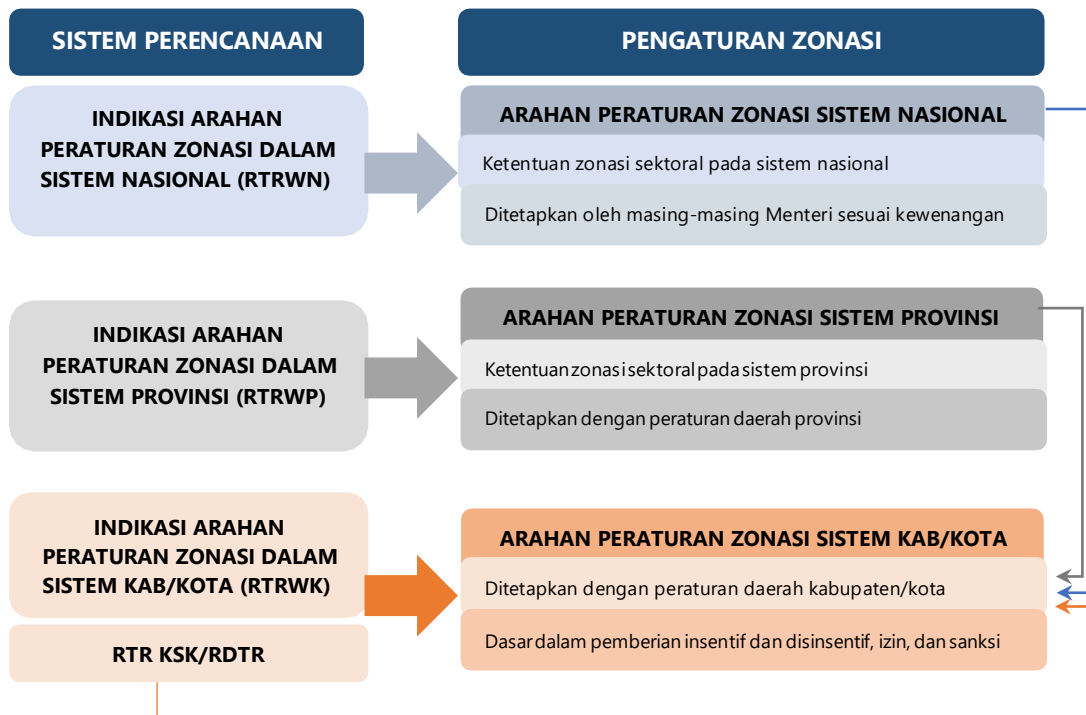 SISTEM PERENCANAAN
PENGATURAN ZONASI
INDIKASI ARAHAN
PERATURAN ZONASI DALAM
SISTEM NASIONAL (RTRWN)
ARAHAN PERATURAN ZONASI SISTEM NASIONAL
Ketentuan zonasi sektoral pada sistem nasional
Ditetapkan oleh masing-masing Menteri sesuai kewenangan
INDIKASI ARAHAN
PERATURAN ZONASI DALAM
SISTEM PROVINSI (RTRWP)
ARAHAN PERATURAN ZONASI SISTEM PROVINSI
Ketentuan zonasi sektoral pada sistem provinsi
Ditetapkan dengan peraturan daerah provinsi
INDIKASI ARAHAN
PERATURAN ZONASI DALAM
SISTEM KAB/KOTA (RTRWK)
RTR KSK/RDTR
ARAHAN PERATURAN ZONASI SISTEM KAB/KOTA
Ditetapkan dengan peraturan daerah kabupaten/kota
Dasar dalam pemberian insentif dan disinsentif, izin, dan sanksi